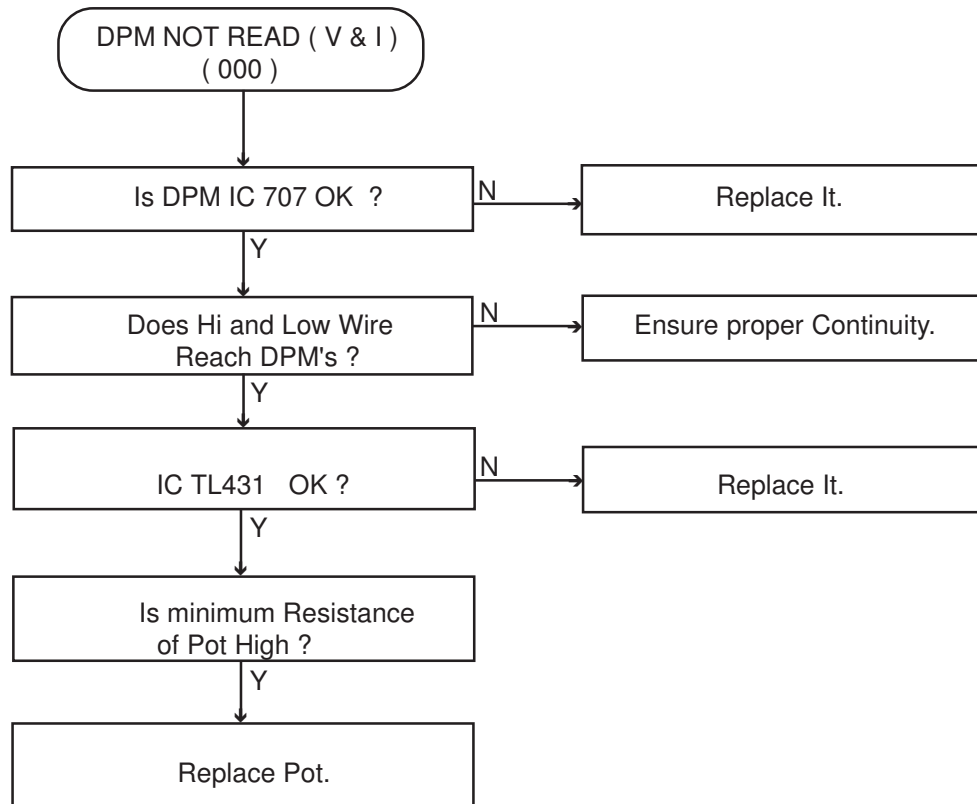 DPM NOT READ ( V & I )
( 000 )
Is DPM IC 707 OK ?
N
Replace It.
Y
Does Hi and Low Wire
Reach DPM's ?
N
Ensure proper Continuity.
Y
IC TL431 OK ?
N
Replace It.
Y
Is minimum Resistance
of Pot High ?
Y
Replace Pot.